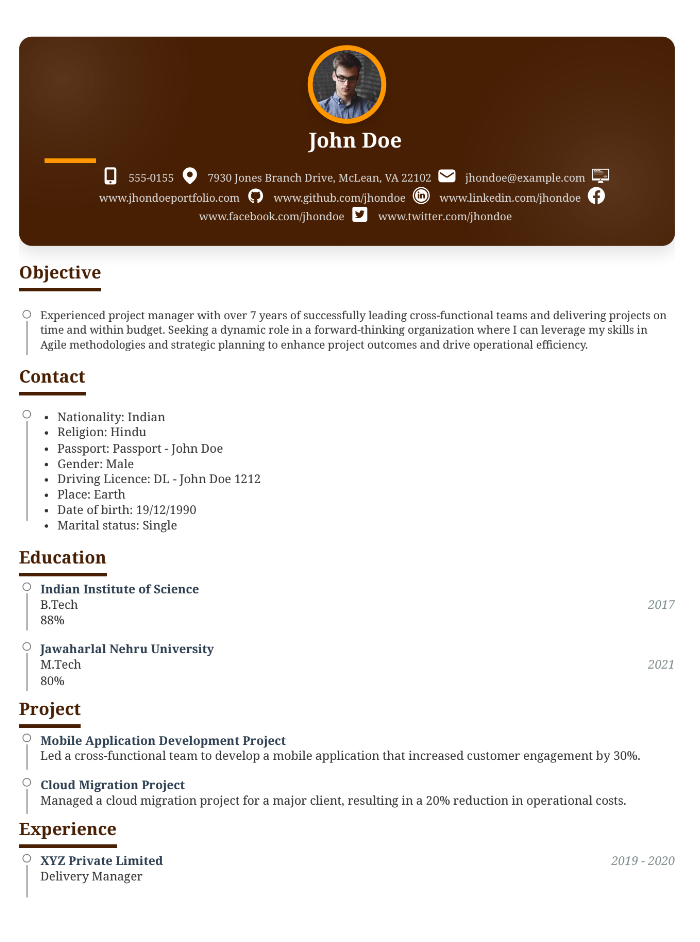 John Doe
555-0155 7930 Jones Branch Drive, McLean, VA 22102 jhondoe@example.com
www.jhondoeportfolio.com www.github.com/jhondoe www.linkedin.com/jhondoe
www.facebook.com/jhondoe www.twitter.com/jhondoe
Objective
Experienced project manager with over 7 years of successfully leading cross-functional teams and delivering projects on
time and within budget. Seeking a dynamic role in a forward-thinking organization where I can leverage my skills in
Agile methodologies and strategic planning to enhance project outcomes and drive operational efficiency.
Contact
• Nationality: Indian
• Religion: Hindu
• Passport: Passport - John Doe
• Gender: Male
• Driving Licence: DL - John Doe 1212
• Place: Earth
• Date of birth: 19/12/1990
• Marital status: Single
Education
Indian Institute of Science
B.Tech 2017
88%
Jawaharlal Nehru University
M.Tech 2021
80%
Project
Mobile Application Development Project
Led a cross-functional team to develop a mobile application that increased customer engagement by 30%.
Cloud Migration Project
Managed a cloud migration project for a major client, resulting in a 20% reduction in operational costs.
Experience
XYZ Private Limited 2019 - 2020
Delivery Manager